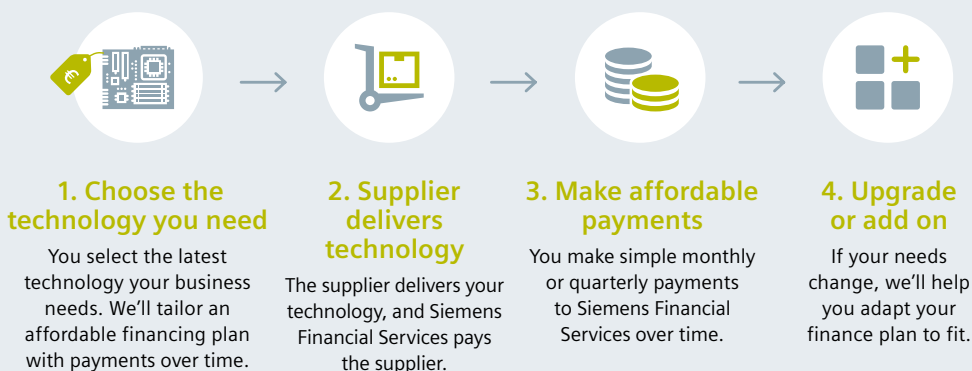 1. Choose the
technology you need
You select the latest
technology your business
needs. We'll tailor an
affordable financing plan
with payments over time.
2. Supplier
delivers
technology
The supplier delivers your
technology, and Siemens
Financial Services pays
the supplier.
3. Make affordable
payments
You make simple monthly
or quarterly payments
to Siemens Financial
Services over time.
4. Upgrade
or add on
If your needs
change, we'll help
you adapt your
finance plan to fit.